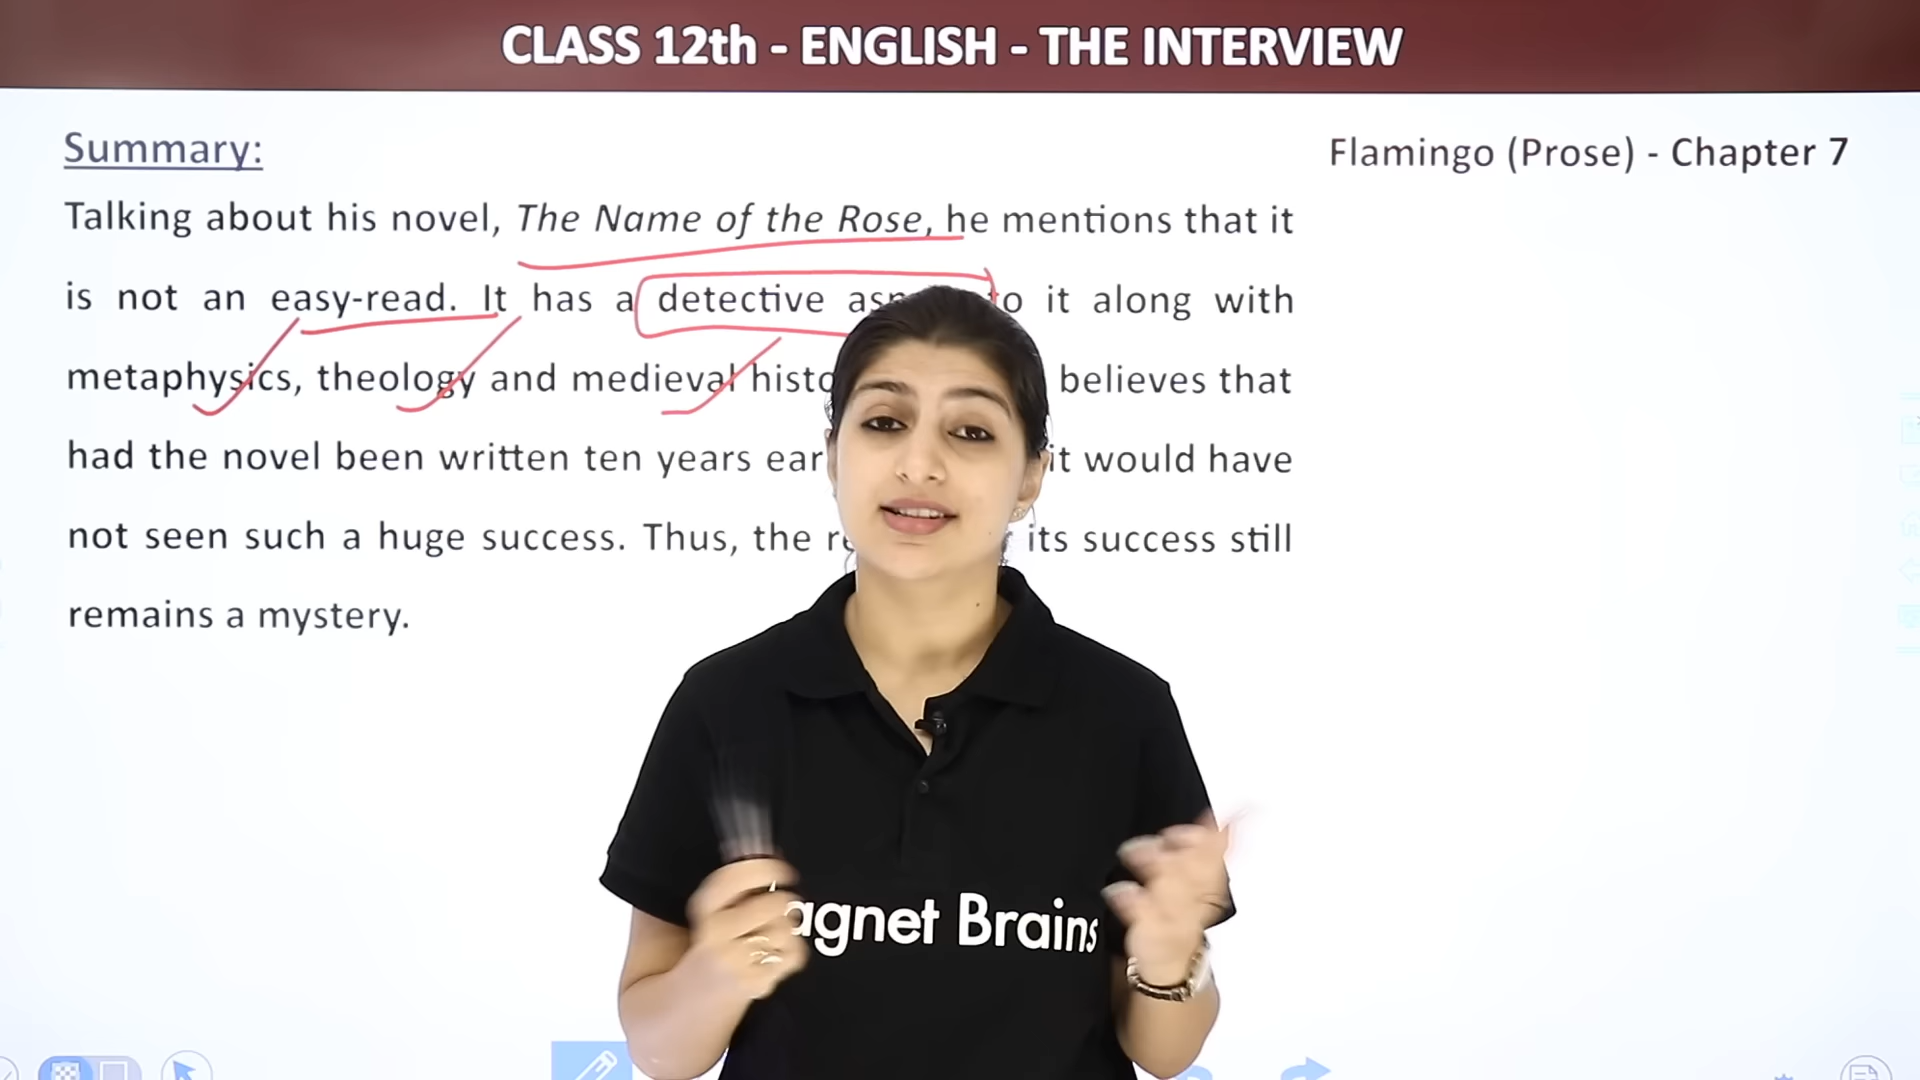 CLASS 12th - ENGLISH - THE INTERVIEW
Summary:
Flamingo (Prose) - Chapter 7
Talking about his novel, The Name of the Rose, he mentions that it
is not an easy-read. It has a detective to it along with
metaphysics, theology and medieval believes that
had the novel been written ten years it would have
not seen such a huge success. Thus, the its success still
remains a mystery.
agnet Brains